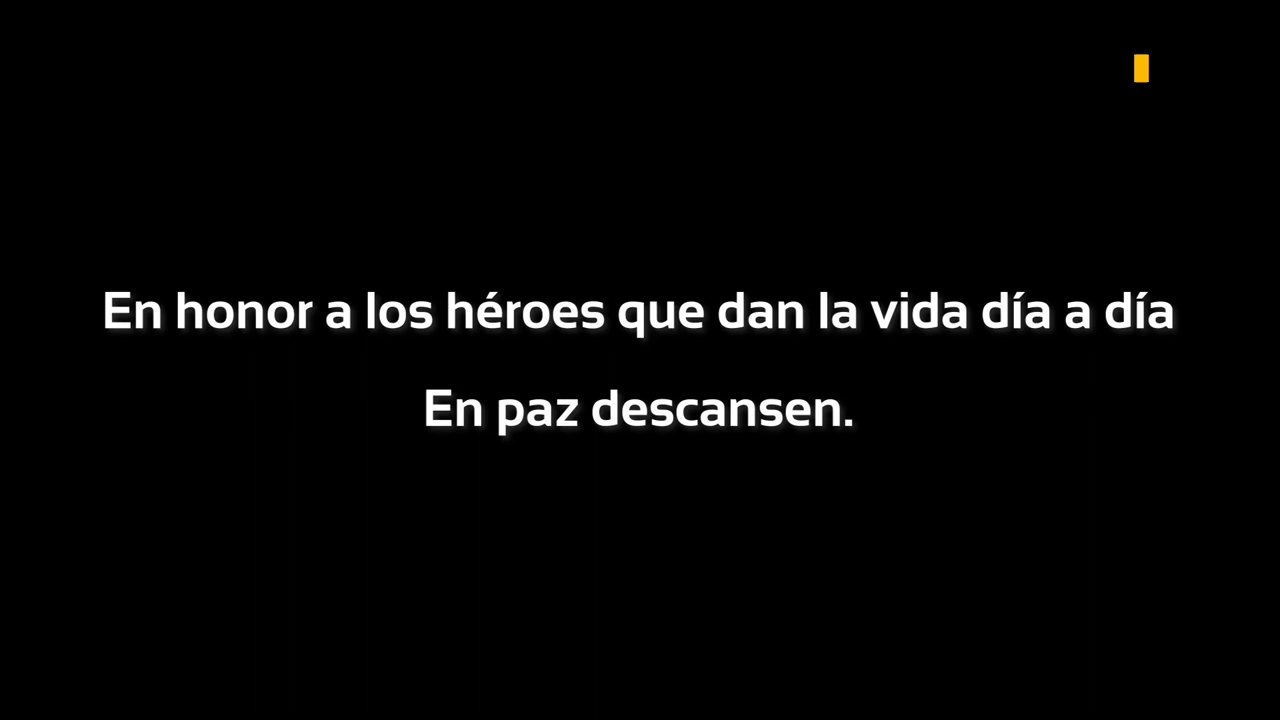 En honor a los héroes que dan la vida día a día
En paz descansen.